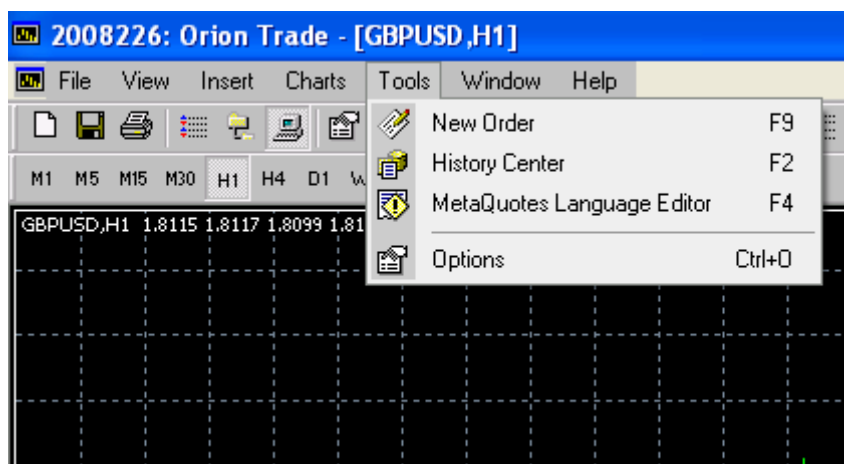 2008226: Orion Trade - [GBPUSD,H1]
File View Insert Charts Tools Window Help
New Order F9
History Center F2
MetaQuotes Language Editor F4
Options Ctrl+O
M1 M5 M15 M30 H1 H4 D1
GBPUSD,H1 1.8115 1.8117 1.8099